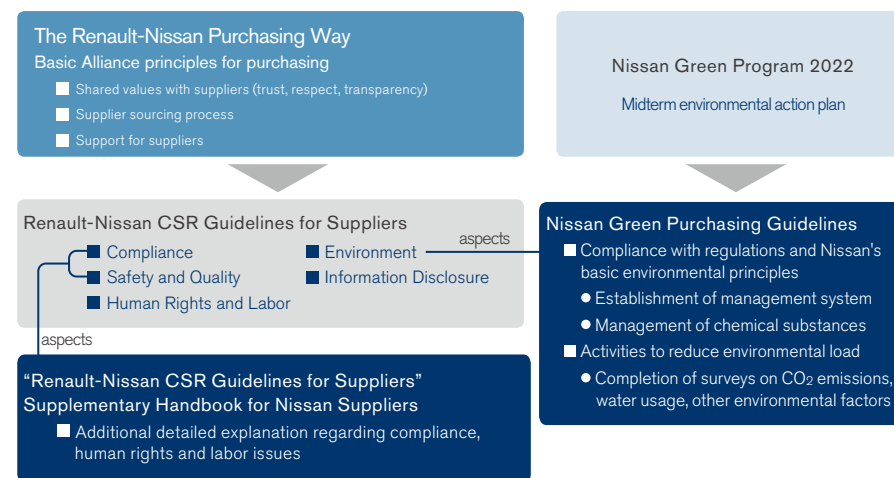 The Renault-Nissan Purchasing Way
Basic Alliance principles for purchasing
Shared values with suppliers (trust, respect, transparency)
Supplier sourcing process
Support for suppliers
Nissan Green Program 2022
Midterm environmental action plan
Renault-Nissan CSR Guidelines for Suppliers
Compliance
Safety and Quality
Human Rights and Labor
Environment
Information Disclosure
aspects
aspects
Nissan Green Purchasing Guidelines
Compliance with regulations and Nissan's
basic environmental principles
Establishment of management system
Management of chemical substances
Activities to reduce environmental load
Completion of surveys on CO2 emissions,
water usage, other environmental factors
“Renault-Nissan CSR Guidelines for Suppliers”
Supplementary Handbook for Nissan Suppliers
Additional detailed explanation regarding compliance,
human rights and labor issues